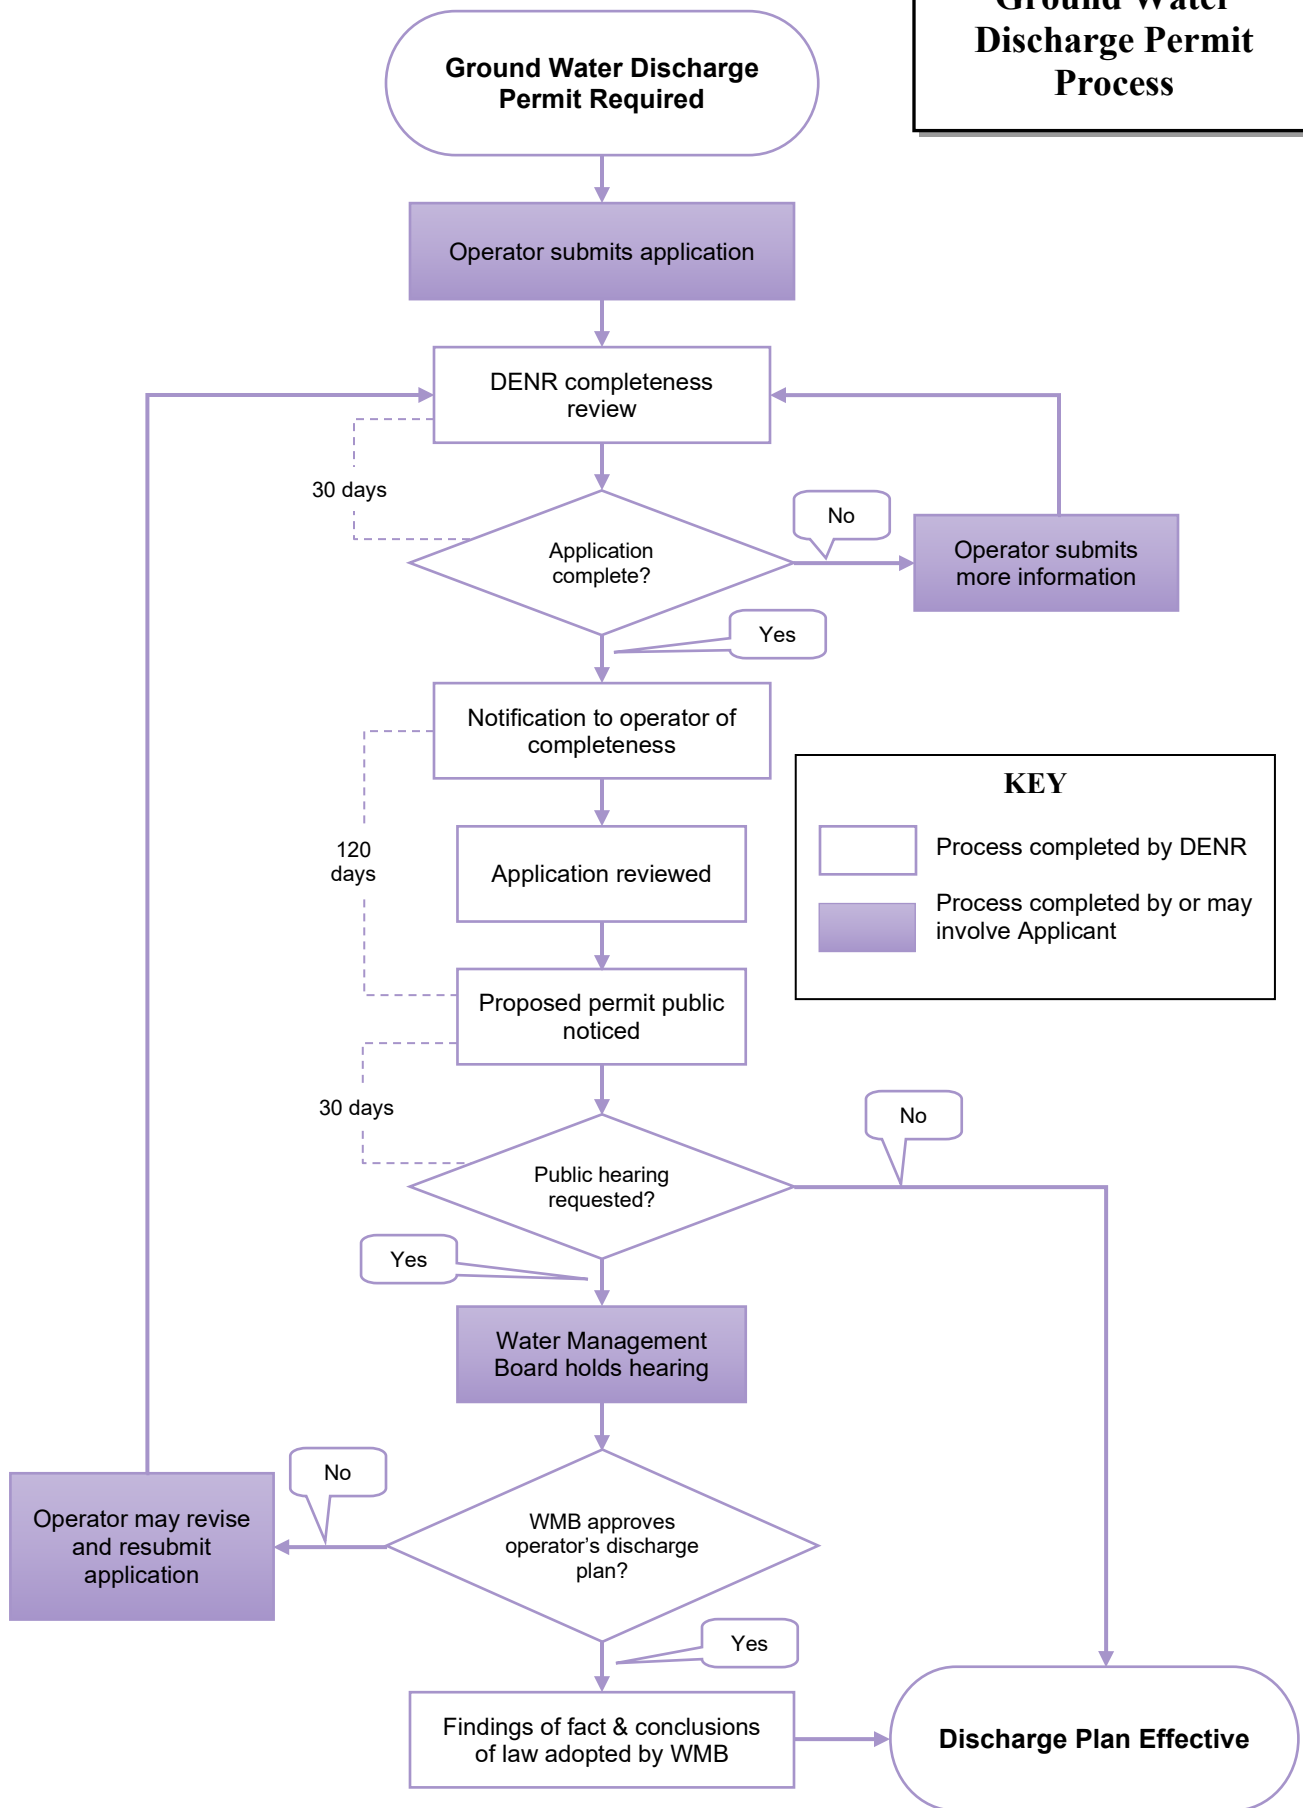 Ground Water
Discharge Permit
Process
Ground Water Discharge
Permit Required
Operator submits application
DENR completeness
review
30 days
No
Application
complete?
Operator submits
more information
Yes
Notification to operator of
completeness
KEY
Process completed by DENR
Process completed by or may
involve Applicant
120
days
Application reviewed
Proposed permit public
noticed
30 days
No
Public hearing
requested?
Yes
Water Management
Board holds hearing
No
Operator may revise
and resubmit
application
WMB approves
operator’s discharge
plan?
Yes
Findings of fact & conclusions
of law adopted by WMB
Discharge Plan Effective